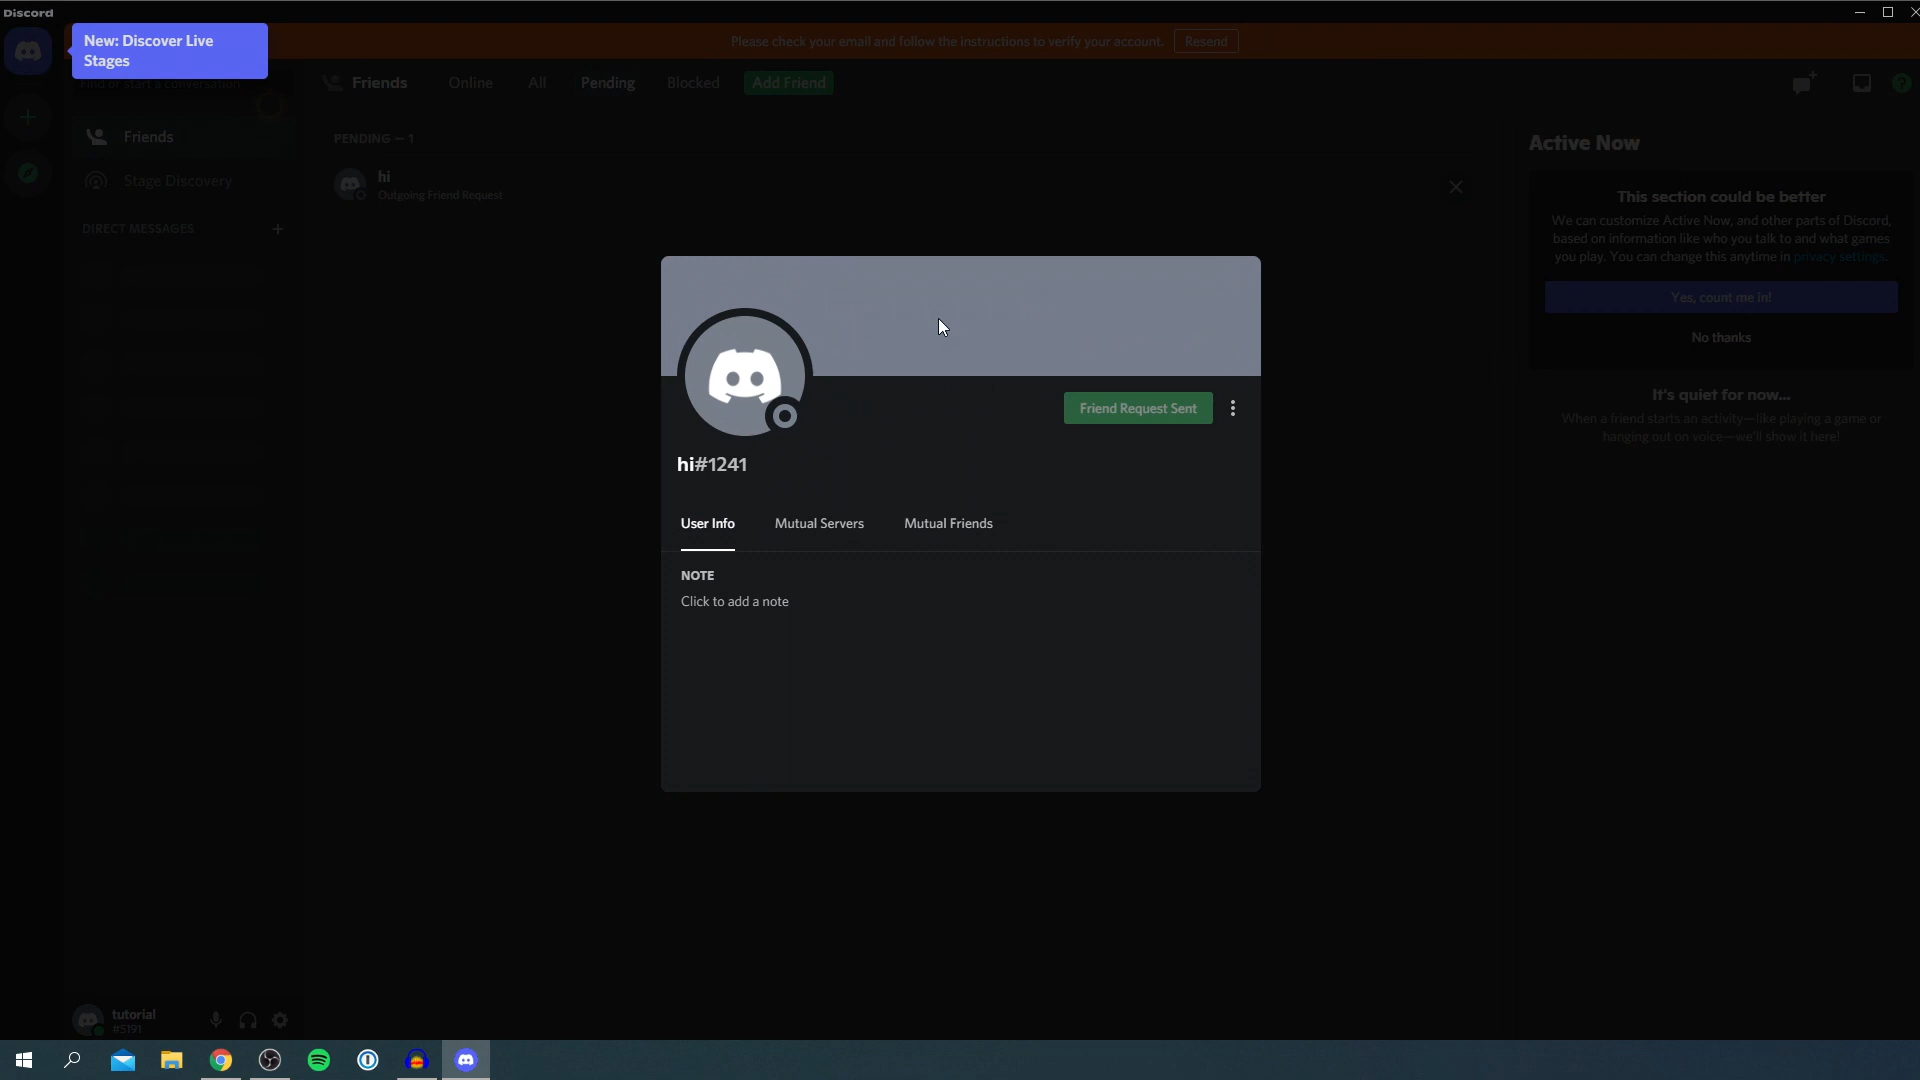 Discord
New: Discover Live
Stages
Please check your email and follow the instructions to verify your account.
Resend
Find or start a conversation
Friends
Online
All
Pending
Blocked
Add Friend
Friends
Stage Discovery
DIRECT MESSAGES
PENDING — 1
hi
Outgoing Friend Request
Active Now
This section could be better
We can customize Active Now, and other parts of Discord,
based on information like who you talk to and what games
you play. You can change this anytime in privacy settings.
Yes, count me in!
No thanks
It's quiet for now...
When a friend starts an activity—like playing a game or
hanging out on voice—we'll show it here!
Friend Request Sent
hi#1241
User Info
Mutual Servers
Mutual Friends
NOTE
Click to add a note
tutorial
#5191